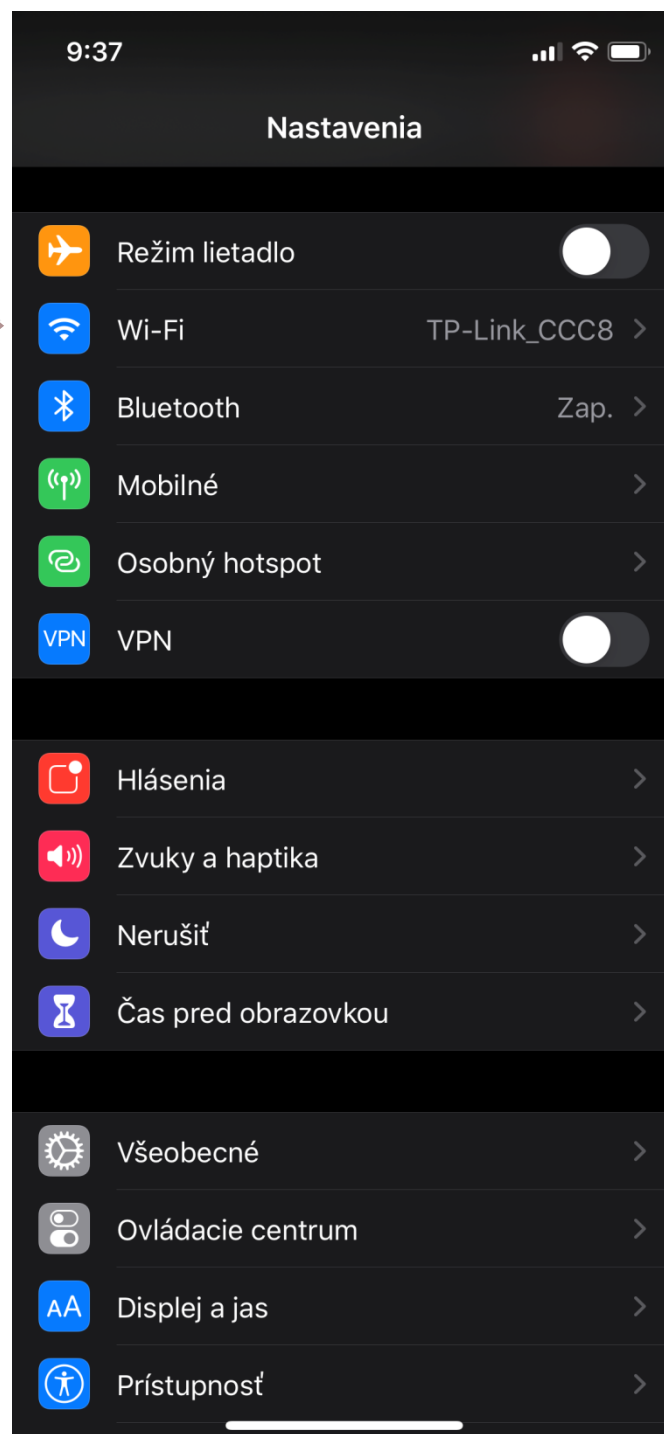 9:37
Nastavenia
Režim lietadlo
Wi-Fi TP-Link_CCC8
Bluetooth Zap.
Mobilné
Osobný hotspot
VPN VPN
Hlásenia
Zvuky a haptika
Nerušiť
Čas pred obrazovkou
Všeobecné
Ovládacie centrum
AA Displej a jas
Prístupnosť